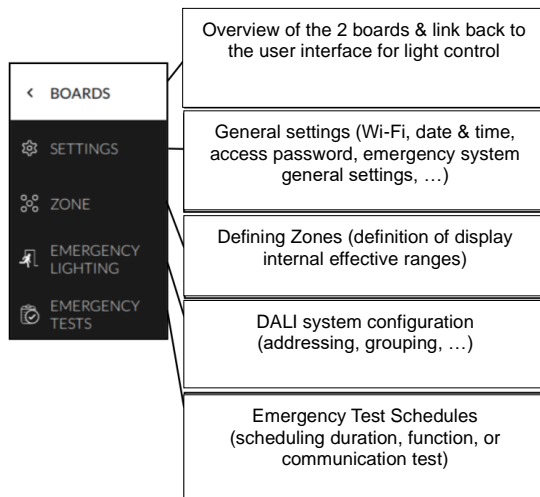 Overview of the 2 boards & link back to
the user interface for light control
< BOARDS
General settings (Wi-Fi, date & time,
access password, emergency system
general settings, …)
SETTINGS
ZONE
Defining Zones (definition of display
internal effective ranges)
EMERGENCY
LIGHTING
DALI system configuration
(addressing, grouping, …)
EMERGENCY
TESTS
Emergency Test Schedules
(scheduling duration, function, or
communication test)